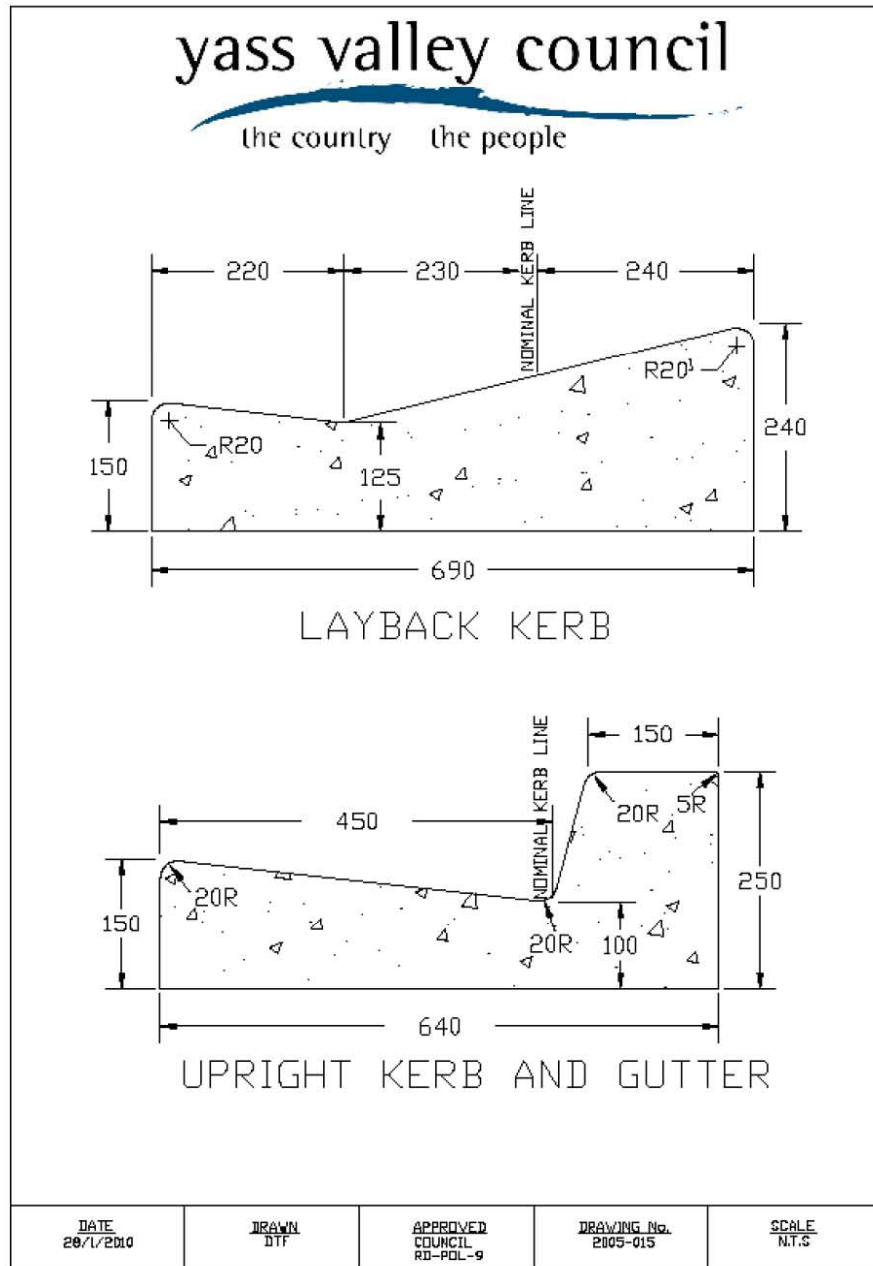 yass valley council
the country the people
NOMINAL KERB LINE
220 230 240
R20
R20
150 125 240
690
LAYBACK KERB
NOMINAL KERB LINE
150
450
20R 5R
20R
150 20R 100 250
640
UPRIGHT KERB AND GUTTER
DATE DRAWN APPROVED DRAWING No. SCALE
28/1/2010 DTF COUNCIL 2005-015 N.T.S
RD-POL-9